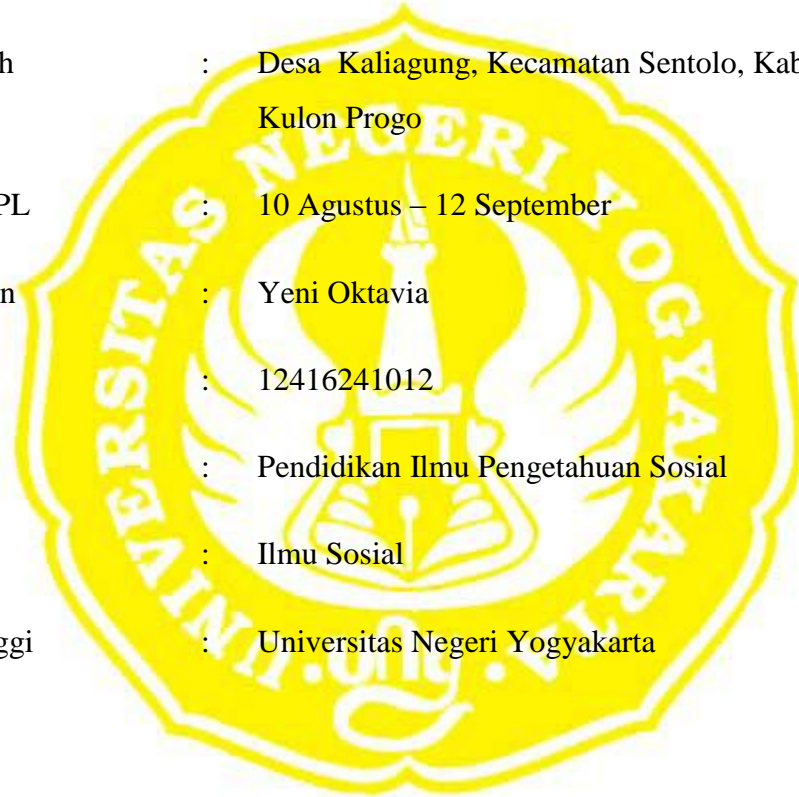 h : Desa Kaliagung, Kecamatan Sentolo, Kab
Kulon Progo
PL : 10 Agustus – 12 September
n : Yeni Oktavia
: 12416241012
: Pendidikan Ilmu Pengetahuan Sosial
: Ilmu Sosial
ggi : Universitas Negeri Yogyakarta
UNIVERSITAS NEGERI YOGYAKARTA
uny